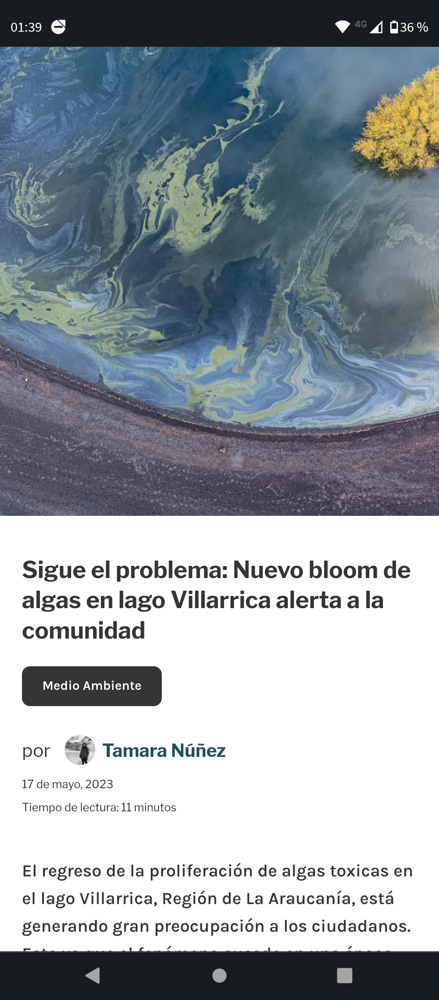 01:39
4G
36 %
Sigue el problema: Nuevo bloom de
algas en lago Villarrica alerta a la
comunidad
Medio Ambiente
por Tamara Núñez
17 de mayo, 2023
Tiempo de lectura: 11 minutos
El regreso de la proliferación de algas toxicas en
el lago Villarrica, Región de La Araucanía, está
generando gran preocupación a los ciudadanos.